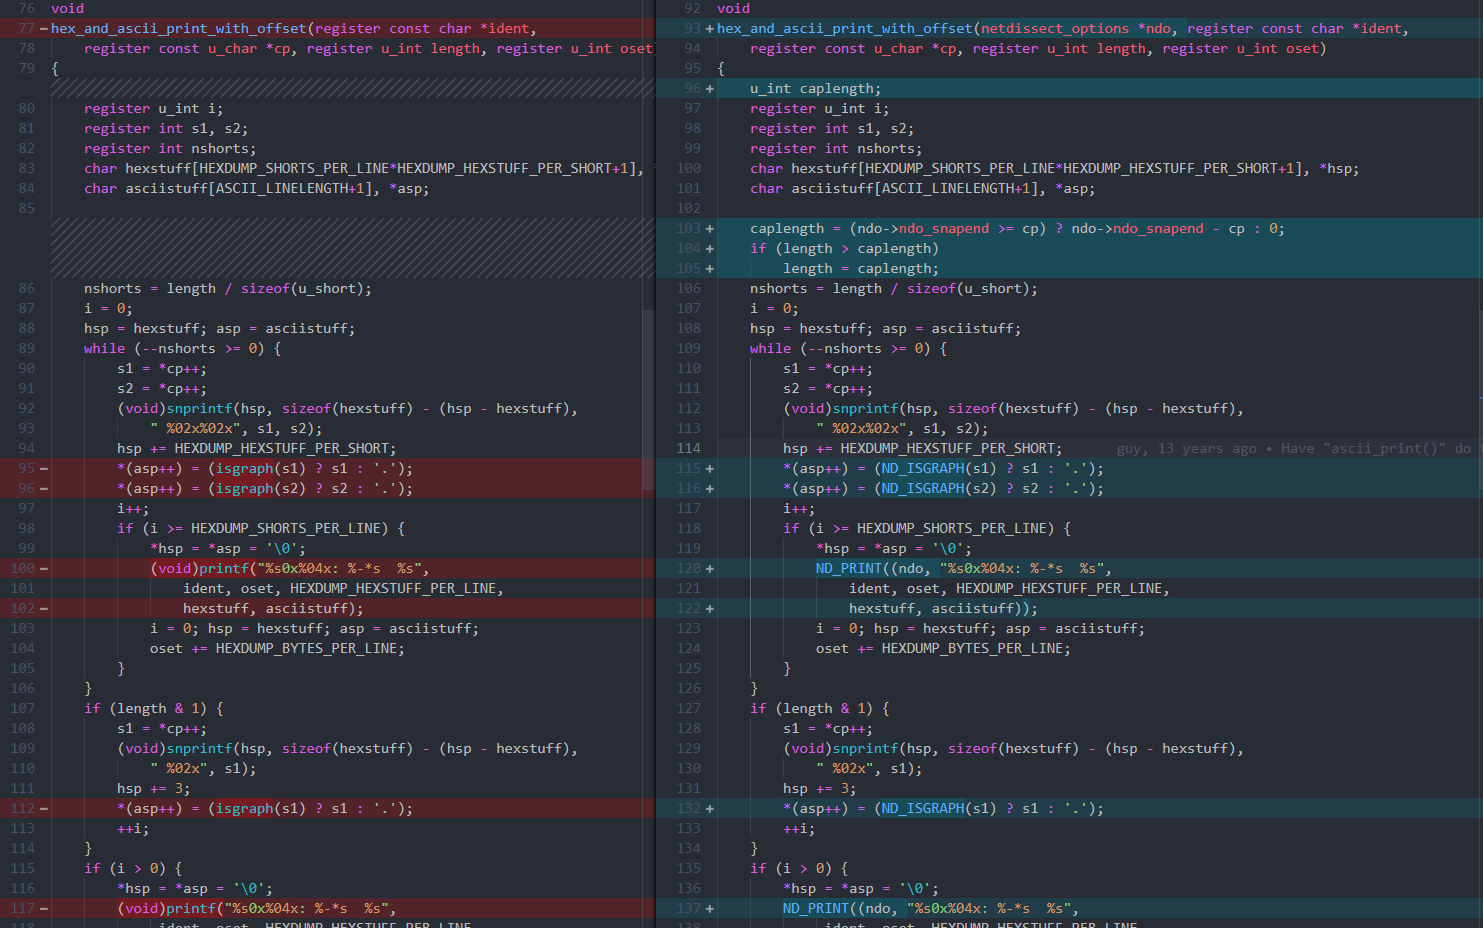 76 void
77 − hex_and_ascii_print_with_offset(register const char *ident,
78     register const u_char *cp, register u_int length, register u_int oset
79 {
80     register u_int i;
81     register int s1, s2;
82     register int nshorts;
83     char hexstuff[HEXDUMP_SHORTS_PER_LINE*HEXDUMP_HEXSTUFF_PER_SHORT+1],
84     char asciistuff[ASCII_LINELENGTH+1], *asp;
85
86     nshorts = length / sizeof(u_short);
87     i = 0;
88     hsp = hexstuff; asp = asciistuff;
89     while (--nshorts >= 0) {
90         s1 = *cp++;
91         s2 = *cp++;
92         (void)snprintf(hsp, sizeof(hexstuff) - (hsp - hexstuff),
93             " %02x%02x", s1, s2);
94         hsp += HEXDUMP_HEXSTUFF_PER_SHORT;
95 −         *(asp++) = (isgraph(s1) ? s1 : '.');
96 −         *(asp++) = (isgraph(s2) ? s2 : '.');
97         i++;
98         if (i >= HEXDUMP_SHORTS_PER_LINE) {
99             *hsp = *asp = '\0';
100 −             (void)printf("%s0x%04x: %-*s  %s",
101                 ident, oset, HEXDUMP_HEXSTUFF_PER_LINE,
102 −                 hexstuff, asciistuff);
103             i = 0; hsp = hexstuff; asp = asciistuff;
104             oset += HEXDUMP_BYTES_PER_LINE;
105         }
106     }
107     if (length & 1) {
108         s1 = *cp++;
109         (void)snprintf(hsp, sizeof(hexstuff) - (hsp - hexstuff),
110             " %02x", s1);
111         hsp += 3;
112 −         *(asp++) = (isgraph(s1) ? s1 : '.');
113         ++i;
114     }
115     if (i > 0) {
116         *hsp = *asp = '\0';
117 −         (void)printf("%s0x%04x: %-*s  %s",
118             ident, oset, HEXDUMP_HEXSTUFF_PER_LINE
92 void
93 + hex_and_ascii_print_with_offset(netdissect_options *ndo, register const char *ident,
94     register const u_char *cp, register u_int length, register u_int oset)
95 {
96 +     u_int caplength;
97     register u_int i;
98     register int s1, s2;
99     register int nshorts;
100     char hexstuff[HEXDUMP_SHORTS_PER_LINE*HEXDUMP_HEXSTUFF_PER_SHORT+1], *hsp;
101     char asciistuff[ASCII_LINELENGTH+1], *asp;
102
103 +     caplength = (ndo->ndo_snapend >= cp) ? ndo->ndo_snapend - cp : 0;
104 +     if (length > caplength)
105 +         length = caplength;
106     nshorts = length / sizeof(u_short);
107     i = 0;
108     hsp = hexstuff; asp = asciistuff;
109     while (--nshorts >= 0) {
110         s1 = *cp++;
111         s2 = *cp++;
112         (void)snprintf(hsp, sizeof(hexstuff) - (hsp - hexstuff),
113             " %02x%02x", s1, s2);
114         hsp += HEXDUMP_HEXSTUFF_PER_SHORT; guy, 13 years ago • Have "ascii_print()" do
115 +         *(asp++) = (ND_ISGRAPH(s1) ? s1 : '.');
116 +         *(asp++) = (ND_ISGRAPH(s2) ? s2 : '.');
117         i++;
118         if (i >= HEXDUMP_SHORTS_PER_LINE) {
119             *hsp = *asp = '\0';
120 +             ND_PRINT((ndo, "%s0x%04x: %-*s  %s",
121                 ident, oset, HEXDUMP_HEXSTUFF_PER_LINE,
122 +                 hexstuff, asciistuff));
123             i = 0; hsp = hexstuff; asp = asciistuff;
124             oset += HEXDUMP_BYTES_PER_LINE;
125         }
126     }
127     if (length & 1) {
128         s1 = *cp++;
129         (void)snprintf(hsp, sizeof(hexstuff) - (hsp - hexstuff),
130             " %02x", s1);
131         hsp += 3;
132 +         *(asp++) = (ND_ISGRAPH(s1) ? s1 : '.');
133         ++i;
134     }
135     if (i > 0) {
136         *hsp = *asp = '\0';
137 +         ND_PRINT((ndo, "%s0x%04x: %-*s  %s",
138             ident, oset, HEXDUMP_HEXSTUFF_PER_LINE